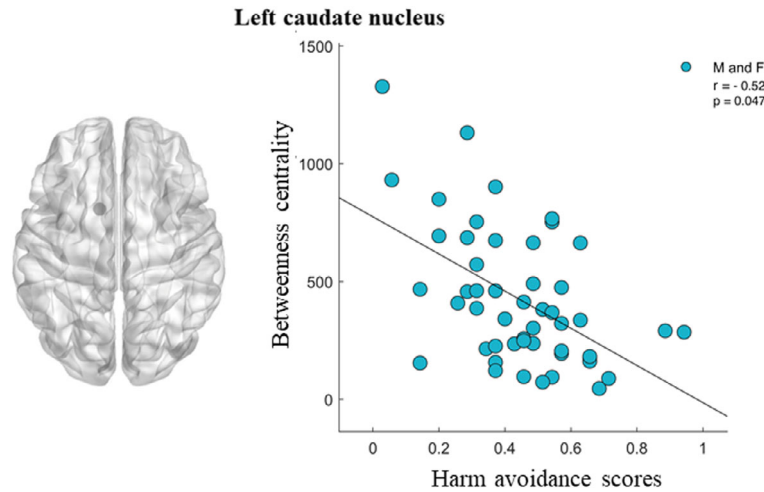 Left caudate nucleus
1500
1000
500
0
Betweenness centrality
0
0.2
0.4
0.6
0.8
1
Harm avoidance scores
M and F
r = - 0.52
p = 0.047